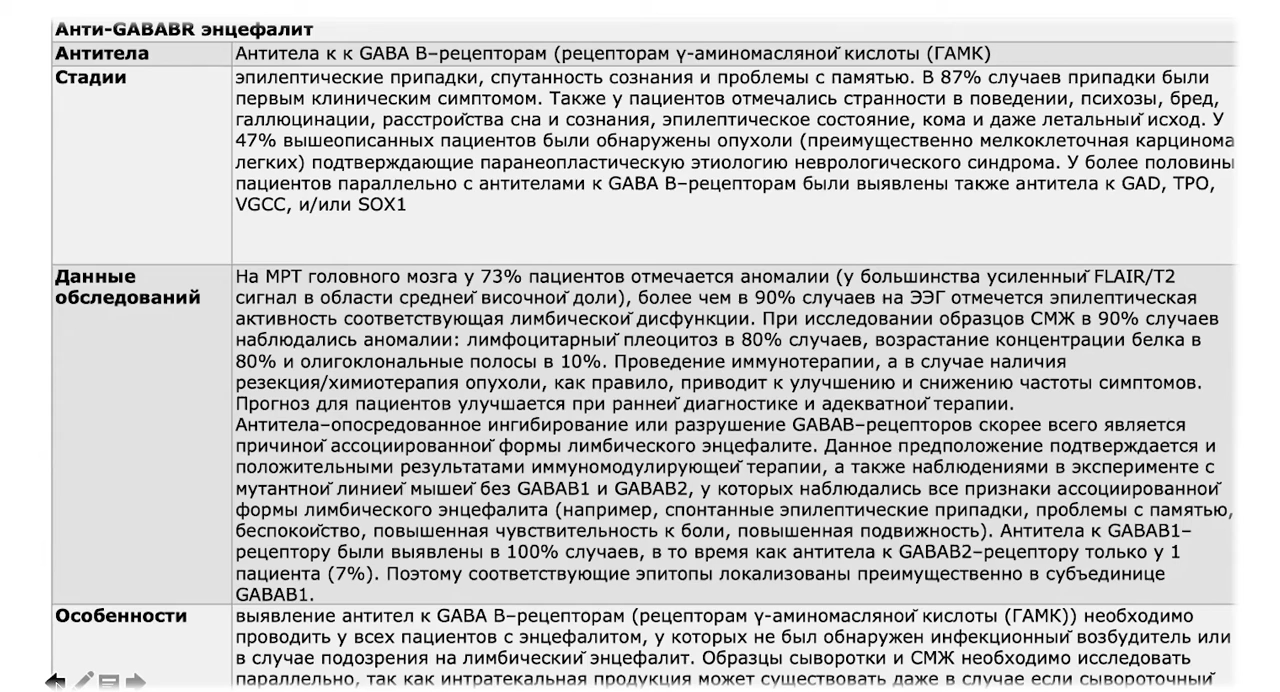 Анти-GABABR энцефалит
Антитела
Антитела к к GABA B–рецепторам (рецепторам γ-аминомасляной кислоты (ГАМК)
Стадии
эпилептические припадки, спутанность сознания и проблемы с памятью. В 87% случаев припадки были
первым клиническим симптомом. Также у пациентов отмечались странности в поведении, психозы, бред,
галлюцинации, расстройства сна и сознания, эпилептическое состояние, кома и даже летальный исход. У
47% вышеописанных пациентов были обнаружены опухоли (преимущественно мелкоклеточная карцинома
легких) подтверждающие паранеопластическую этиологию неврологического синдрома. У более половины
пациентов параллельно с антителами к GABA B–рецепторам были выявлены также антитела к GAD, TPO,
VGCC, и/или SOX1
Данные
обследований
На МРТ головного мозга у 73% пациентов отмечается аномалии (у большинства усиленный FLAIR/T2
сигнал в области средней височной доли), более чем в 90% случаев на ЭЭГ отмечется эпилептическая
активность соответствующая лимбической дисфункции. При исследовании образцов СМЖ в 90% случаев
наблюдались аномалии: лимфоцитарный плеоцитоз в 80% случаев, возрастание концентрации белка в
80% и олигоклональные полосы в 10%. Проведение иммунотерапии, а в случае наличия
резекция/химиотерапия опухоли, как правило, приводит к улучшению и снижению частоты симптомов.
Прогноз для пациентов улучшается при ранней диагностике и адекватной терапии.
Антитела–опосредованное ингибирование или разрушение GABAB–рецепторов скорее всего является
причиной ассоциированной формы лимбического энцефалите. Данное предположение подтверждается и
положительными результатами иммуномодулирующей терапии, а также наблюдениями в эксперименте с
мутантной линией мышей без GABAB1 и GABAB2, у которых наблюдались все признаки ассоциированной
формы лимбического энцефалита (например, спонтанные эпилептические припадки, проблемы с памятью,
беспокойство, повышенная чувствительность к боли, повышенная подвижность). Антитела к GABAB1–
рецептору были выявлены в 100% случаев, в то время как антитела к GABAB2–рецептору только у 1
пациента (7%). Поэтому соответствующие эпитопы локализованы преимущественно в субъединице
GABAB1.
Особенности
выявление антител к GABA B–рецепторам (рецепторам γ-аминомасляной кислоты (ГАМК)) необходимо
проводить у всех пациентов с энцефалитом, у которых не был обнаружен инфекционный возбудитель или
в случае подозрения на лимбический энцефалит. Образцы сыворотки и СМЖ необходимо исследовать
параллельно, так как интратекальная продукция может существовать даже в случае если сывороточный